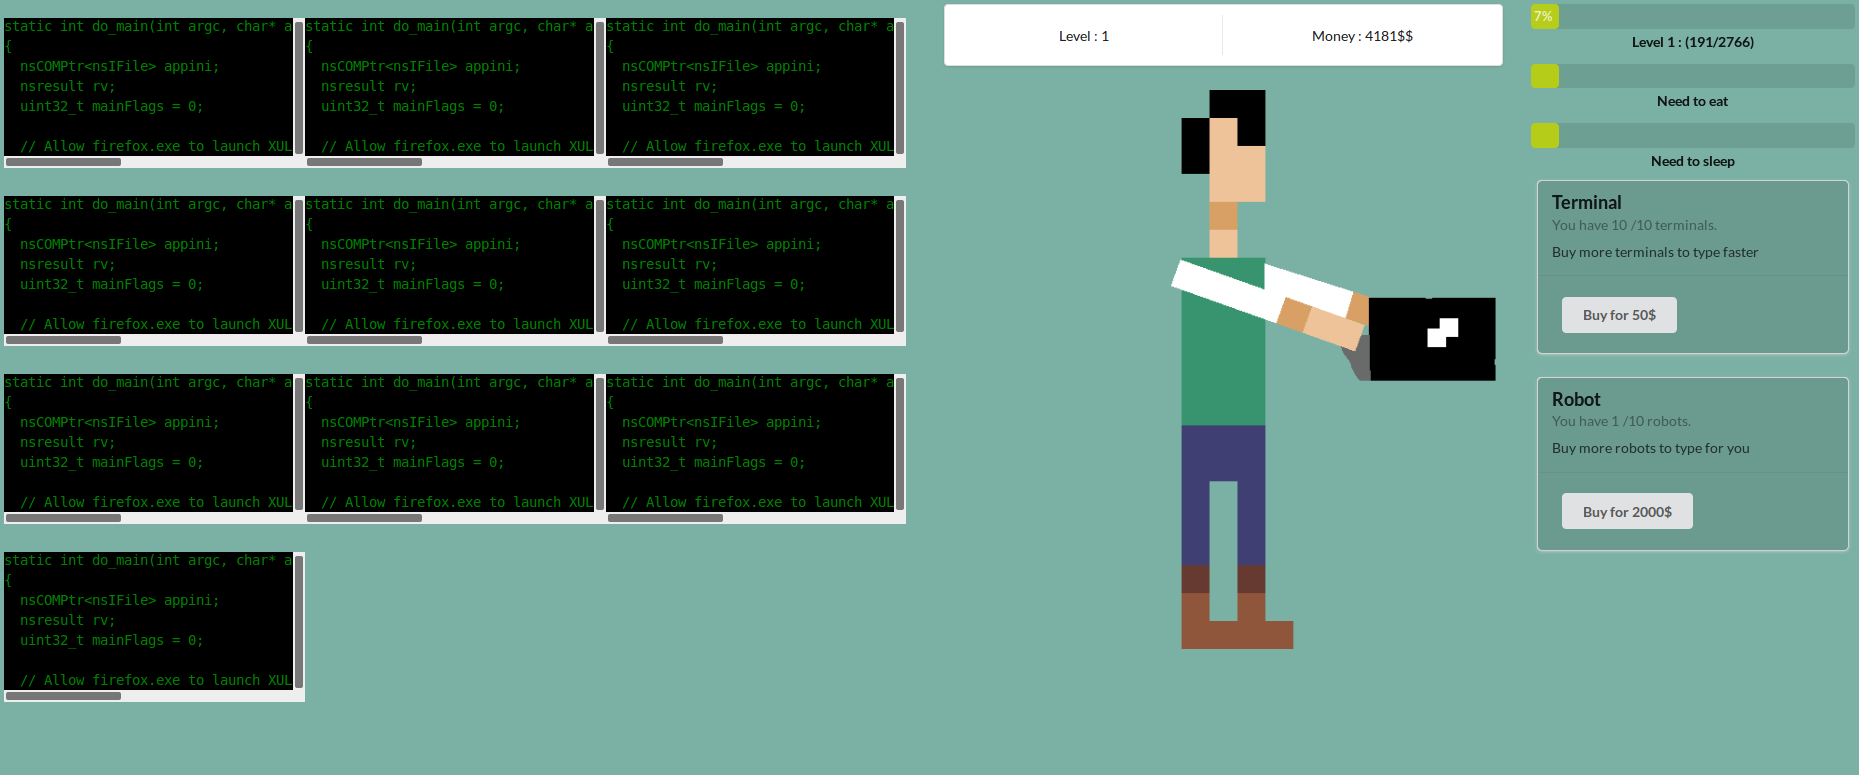 static int do_main(int argc, char* a
{
nsCOMPtr<nsIFile> appini;
nsresult rv;
uint32_t mainFlags = 0;
// Allow firefox.exe to launch XUL
static int do_main(int argc, char* a
{
nsCOMPtr<nsIFile> appini;
nsresult rv;
uint32_t mainFlags = 0;
// Allow firefox.exe to launch XUL
static int do_main(int argc, char* a
{
nsCOMPtr<nsIFile> appini;
nsresult rv;
uint32_t mainFlags = 0;
// Allow firefox.exe to launch XUL
static int do_main(int argc, char* a
{
nsCOMPtr<nsIFile> appini;
nsresult rv;
uint32_t mainFlags = 0;
// Allow firefox.exe to launch XUL
static int do_main(int argc, char* a
{
nsCOMPtr<nsIFile> appini;
nsresult rv;
uint32_t mainFlags = 0;
// Allow firefox.exe to launch XUL
static int do_main(int argc, char* a
{
nsCOMPtr<nsIFile> appini;
nsresult rv;
uint32_t mainFlags = 0;
// Allow firefox.exe to launch XUL
static int do_main(int argc, char* a
{
nsCOMPtr<nsIFile> appini;
nsresult rv;
uint32_t mainFlags = 0;
// Allow firefox.exe to launch XUL
static int do_main(int argc, char* a
{
nsCOMPtr<nsIFile> appini;
nsresult rv;
uint32_t mainFlags = 0;
// Allow firefox.exe to launch XUL
static int do_main(int argc, char* a
{
nsCOMPtr<nsIFile> appini;
nsresult rv;
uint32_t mainFlags = 0;
// Allow firefox.exe to launch XUL
static int do_main(int argc, char* a
{
nsCOMPtr<nsIFile> appini;
nsresult rv;
uint32_t mainFlags = 0;
// Allow firefox.exe to launch XUL
Level : 1
Money : 4181$$
7%
Level 1 : (191/2766)
Need to eat
Need to sleep
Terminal
You have 10 /10 terminals.
Buy more terminals to type faster
Buy for 50$
Robot
You have 1 /10 robots.
Buy more robots to type for you
Buy for 2000$